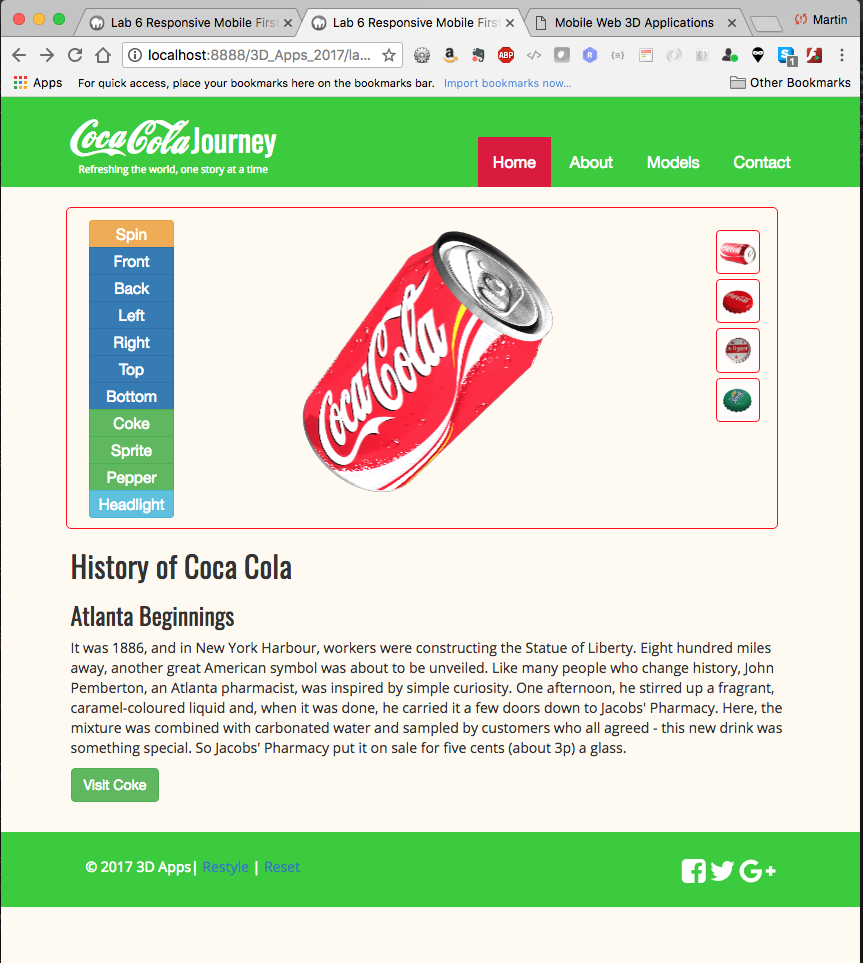 Lab 6 Responsive Mobile Firs
Lab 6 Responsive Mobile Firs
Mobile Web 3D Applications
Martin
localhost:8888/3D_Apps_2017/la...
ABP
R
1
Apps
For quick access, place your bookmarks here on the bookmarks bar.
Import bookmarks now...
Other Bookmarks
Coca-Cola Journey
Refreshing the world, one story at a time
Home
About
Models
Contact
Spin
Front
Back
Left
Right
Top
Bottom
Coke
Sprite
Pepper
Headlight
Coca-Cola
History of Coca Cola
Atlanta Beginnings
It was 1886, and in New York Harbour, workers were constructing the Statue of Liberty. Eight hundred miles
away, another great American symbol was about to be unveiled. Like many people who change history, John
Pemberton, an Atlanta pharmacist, was inspired by simple curiosity. One afternoon, he stirred up a fragrant,
caramel-coloured liquid and, when it was done, he carried it a few doors down to Jacobs' Pharmacy. Here, the
mixture was combined with carbonated water and sampled by customers who all agreed - this new drink was
something special. So Jacobs' Pharmacy put it on sale for five cents (about 3p) a glass.
Visit Coke
© 2017 3D Apps| Restyle | Reset
G+